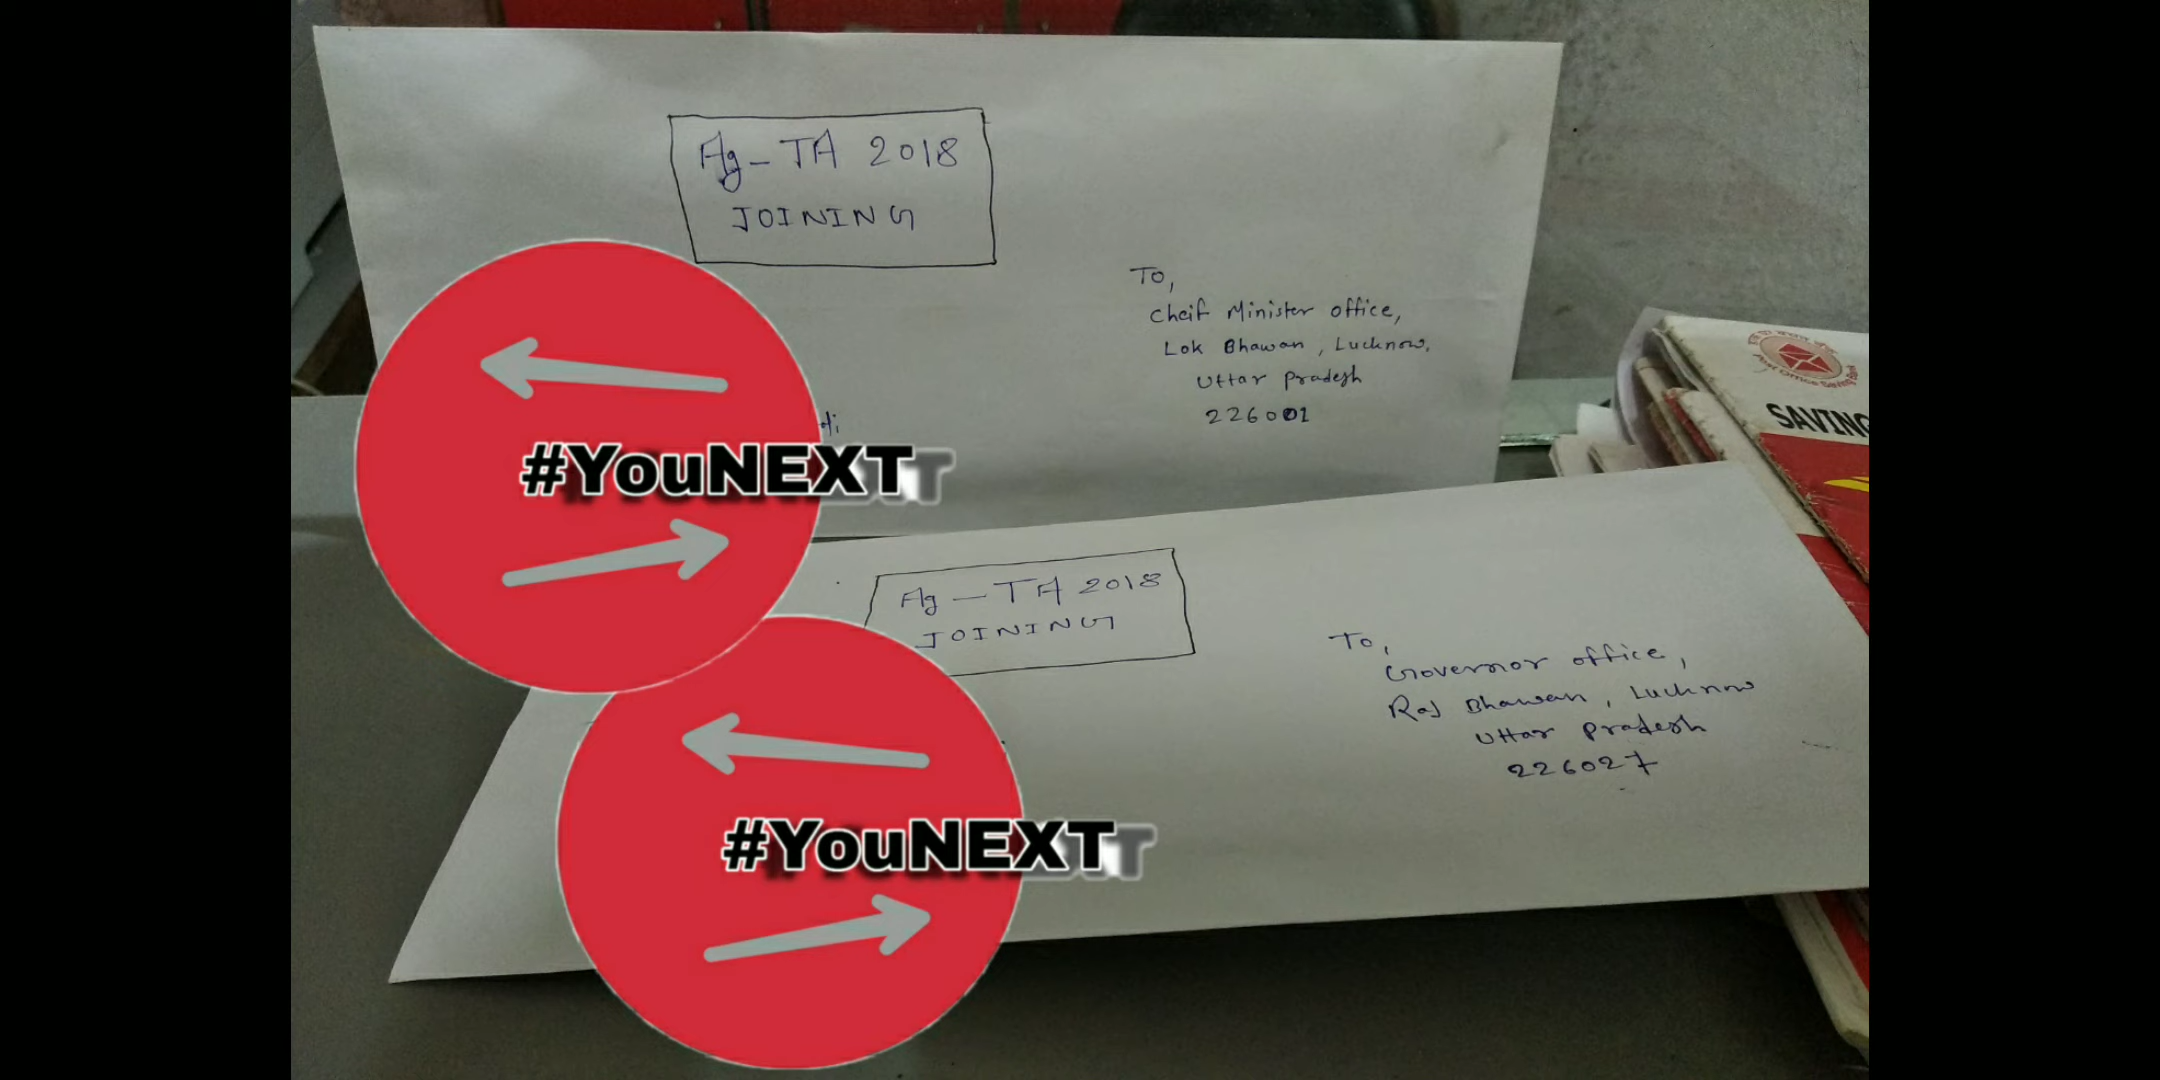 Ag-TA 2018
JOINING
To,
Cheif Minister office,
Lok Bhawan, Lucknow,
Uttar Pradesh
226001
#YouNEXT
SAVING
Ag-TA 2018
JOINING
To,
Governor office,
Raj Bhawan, Lucknow
Uttar Pradesh
226027
#YouNEXT